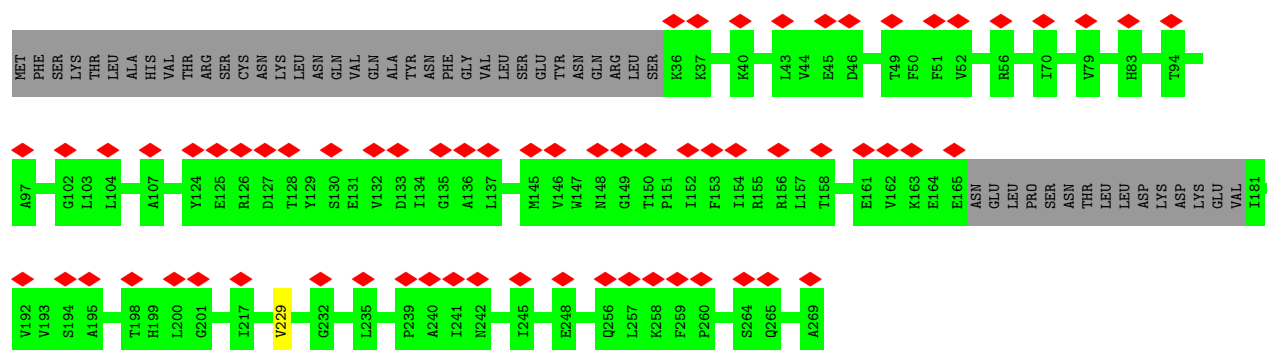 MET PHE SER LYS THR LEU ALA HIS VAL THR ARG SER CYS ASN LYS LEU ASN GLN VAL GLN ALA TYR ASN PHE GLY VAL LEU SER GLU TYR ASN GLN ARG LEU SER K36 K37 K40 L43 V44 E45 D46 T49 F50 F51 V52 R56 I70 V79 H83 T94
A97 G102 L103 L104 A107 Y124 E125 R126 D127 T128 Y129 S130 E131 V132 D133 I134 G135 A136 L137 M145 V146 W147 N148 G149 T150 P151 I152 F153 I154 R155 R156 L157 T158 E161 V162 K163 E164 E165 ASN GLU LEU PRO SER ASN THR LEU LEU ASP LYS ASP LYS GLU VAL I181
V192 V193 S194 A195 T198 H199 L200 G201 I217 V229 G232 L235 P239 A240 I241 N242 I245 E248 Q256 L257 K258 F259 P260 S264 Q265 A269